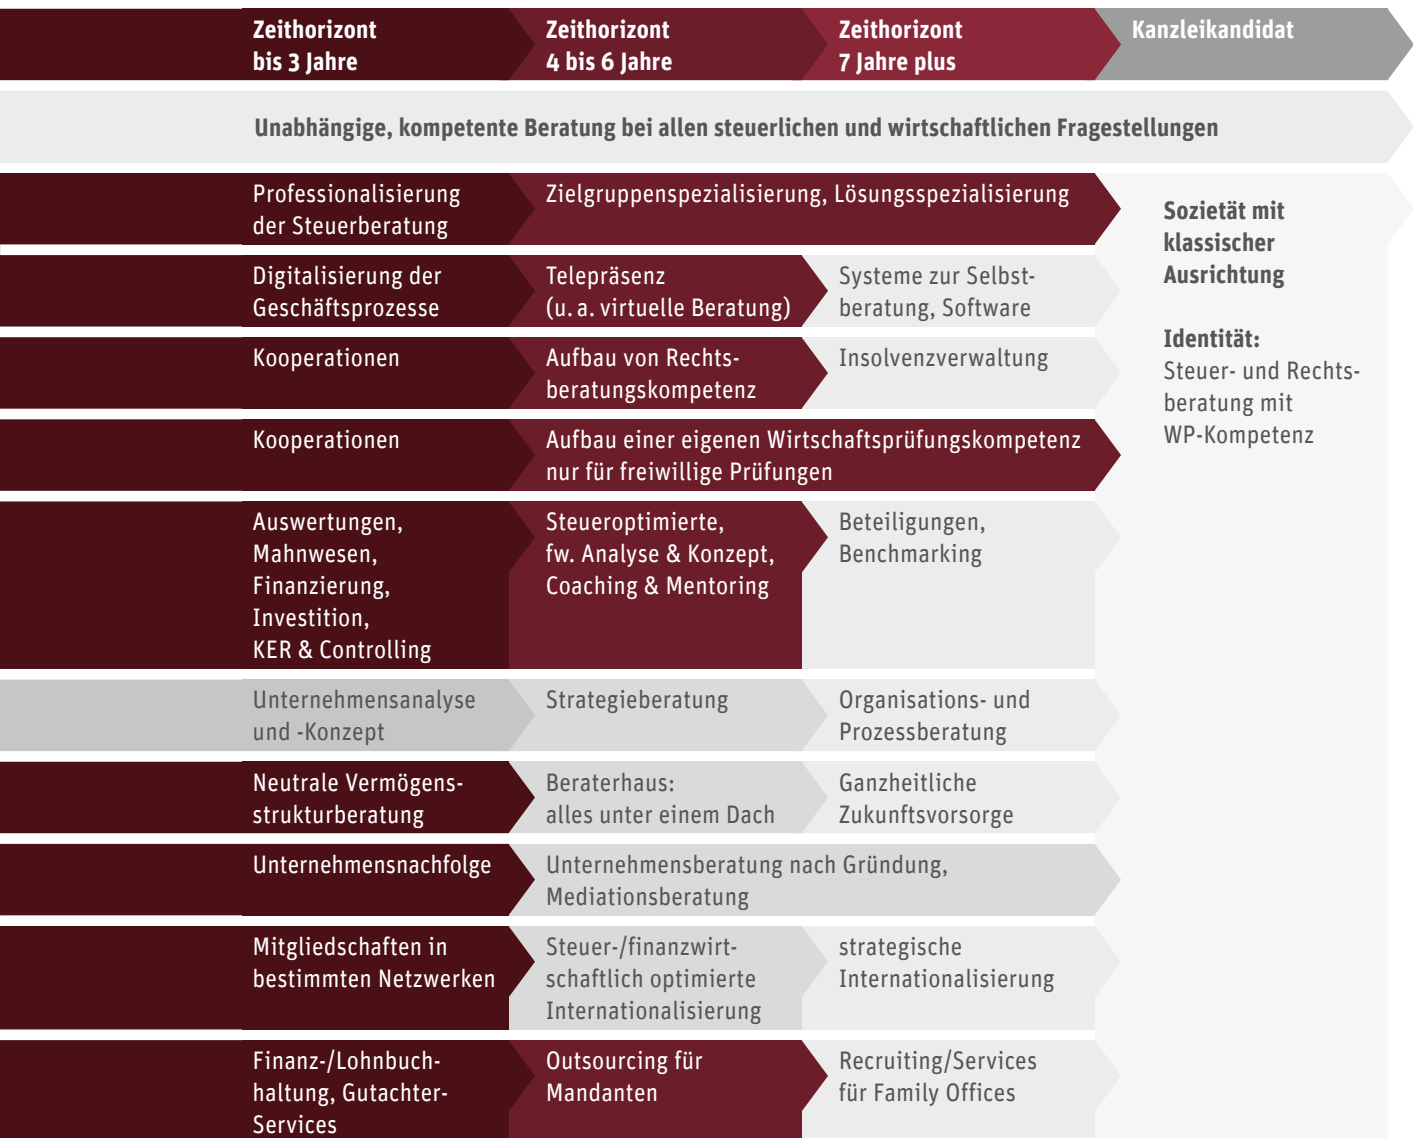 Zeithorizont
bis 3 Jahre
Zeithorizont
4 bis 6 Jahre
Zeithorizont
7 Jahre plus
Kanzleikandidat
Unabhängige, kompetente Beratung bei allen steuerlichen und wirtschaftlichen Fragestellungen
Professionalisierung
der Steuerberatung
Zielgruppenspezialisierung, Lösungsspezialisierung
Digitalisierung der
Geschäftsprozesse
Telepräsenz
(u. a. virtuelle Beratung)
Systeme zur Selbst-
beratung, Software
Kooperationen
Aufbau von Rechts-
beratungskompetenz
Insolvenzverwaltung
Kooperationen
Aufbau einer eigenen Wirtschaftsprüfungskompetenz
nur für freiwillige Prüfungen
Auswertungen,
Mahnwesen,
Finanzierung,
Investition,
KER & Controlling
Steueroptimierte,
fw. Analyse & Konzept,
Coaching & Mentoring
Beteiligungen,
Benchmarking
Unternehmensanalyse
und -Konzept
Strategieberatung
Organisations- und
Prozessberatung
Neutrale Vermögens-
strukturberatung
Beraterhaus:
alles unter einem Dach
Ganzheitliche
Zukunftsvorsorge
Unternehmensnachfolge
Unternehmensberatung nach Gründung,
Mediationsberatung
Mitgliedschaften in
bestimmten Netzwerken
Steuer-/finanzwirt-
schaftlich optimierte
Internationalisierung
strategische
Internationalisierung
Finanz-/Lohnbuch-
haltung, Gutachter-
Services
Outsourcing für
Mandanten
Recruiting/Services
für Family Offices
Sozietät mit
klassischer
Ausrichtung
Identität:
Steuer- und Rechts-
beratung mit
WP-Kompetenz